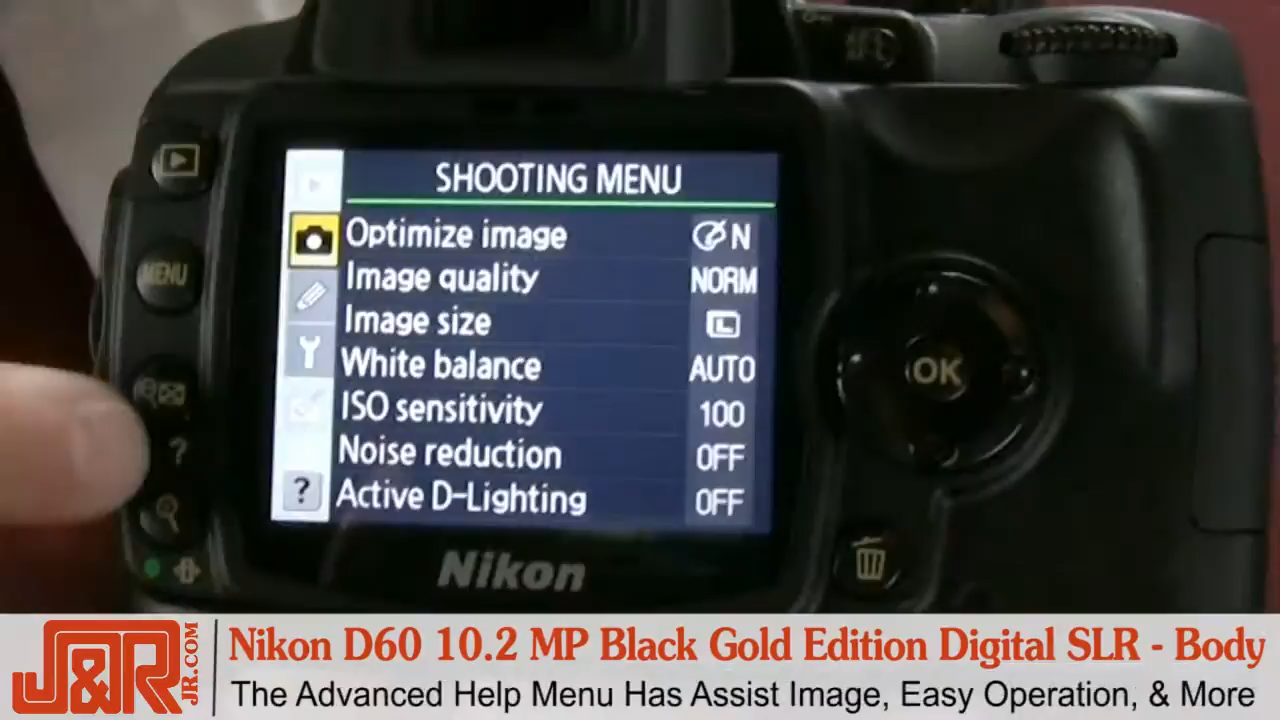 SHOOTING MENU
Optimize image N
Image quality NORM
Image size L
White balance AUTO
ISO sensitivity 100
Noise reduction OFF
? Active D-Lighting OFF
MENU
?
OK
Nikon
J&R JR.COM
Nikon D60 10.2 MP Black Gold Edition Digital SLR - Body
The Advanced Help Menu Has Assist Image, Easy Operation, & More